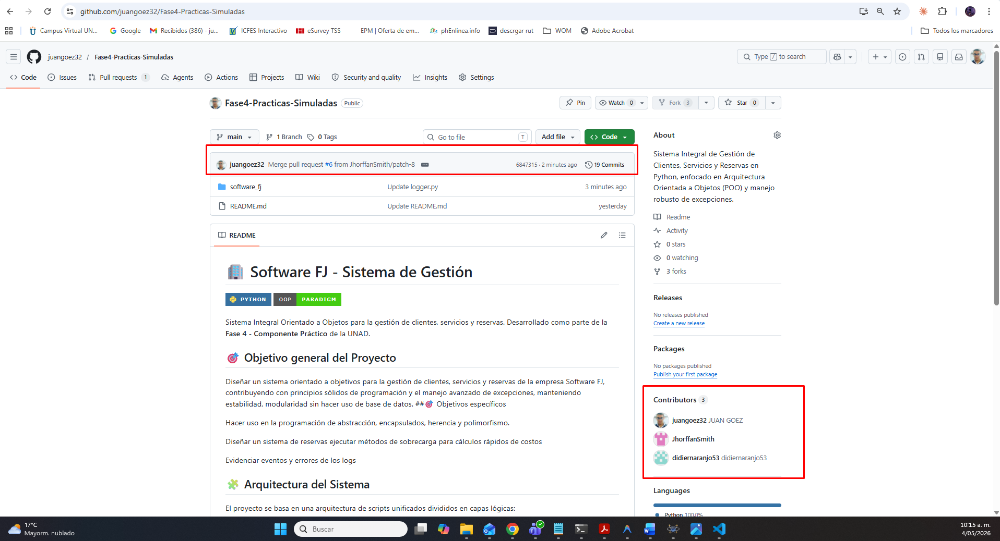 github.com/juangoez32/Fase4-Practicas-Simuladas
Campus Virtual UN...
Google
Recibidos (386) - ju...
ICFES Interactivo
eSurvey TSS
EPM | Oferta de em...
phEnlinea.info
descrgar rut
WOM
Adobe Acrobat
Todos los marcadores
juangoez32 / Fase4-Practicas-Simuladas
Type / to search
Code
Issues
Pull requests 1
Agents
Actions
Projects
Wiki
Security and quality
Insights
Settings
Fase4-Practicas-Simuladas Public
Pin
Watch 0
Fork 3
Star 0
main
1 Branch
0 Tags
Go to file T
Add file
Code
juangoez32 Merge pull request #6 from JhorffanSmith/patch-8
6847315 · 2 minutes ago
19 Commits
software_fj Update logger.py 3 minutes ago
README.md Update README.md yesterday
README
Software FJ - Sistema de Gestión
PYTHON OOP PARADIGM
Sistema Integral Orientado a Objetos para la gestión de clientes, servicios y reservas. Desarrollado como parte de la
Fase 4 - Componente Práctico de la UNAD.
Objetivo general del Proyecto
Diseñar un sistema orientado a objetivos para la gestión de clientes, servicios y reservas de la empresa Software FJ,
contribuyendo con principios sólidos de programación y el manejo avanzado de excepciones, manteniendo
estabilidad, modularidad sin hacer uso de base de datos. ## Objetivos específicos
Hacer uso en la programación de abstracción, encapsulados, herencia y polimorfismo.
Diseñar un sistema de reservas ejecutar métodos de sobrecarga para cálculos rápidos de costos
Evidenciar eventos y errores de los logs
Arquitectura del Sistema
El proyecto se basa en una arquitectura de scripts unificados divididos en capas lógicas:
About
Sistema Integral de Gestión de
Clientes, Servicios y Reservas en
Python, enfocado en Arquitectura
Orientada a Objetos (POO) y manejo
robusto de excepciones.
Readme
Activity
0 stars
0 watching
3 forks
Releases
No releases published
Create a new release
Packages
No packages published
Publish your first package
Contributors 3
juangoez32 JUAN GOEZ
JhorffanSmith
didiernaranjo53 didiernaranjo53
Languages
Python 100.0%
17°C
Mayorm. nublado
Buscar
10:15 a. m.
4/05/2026